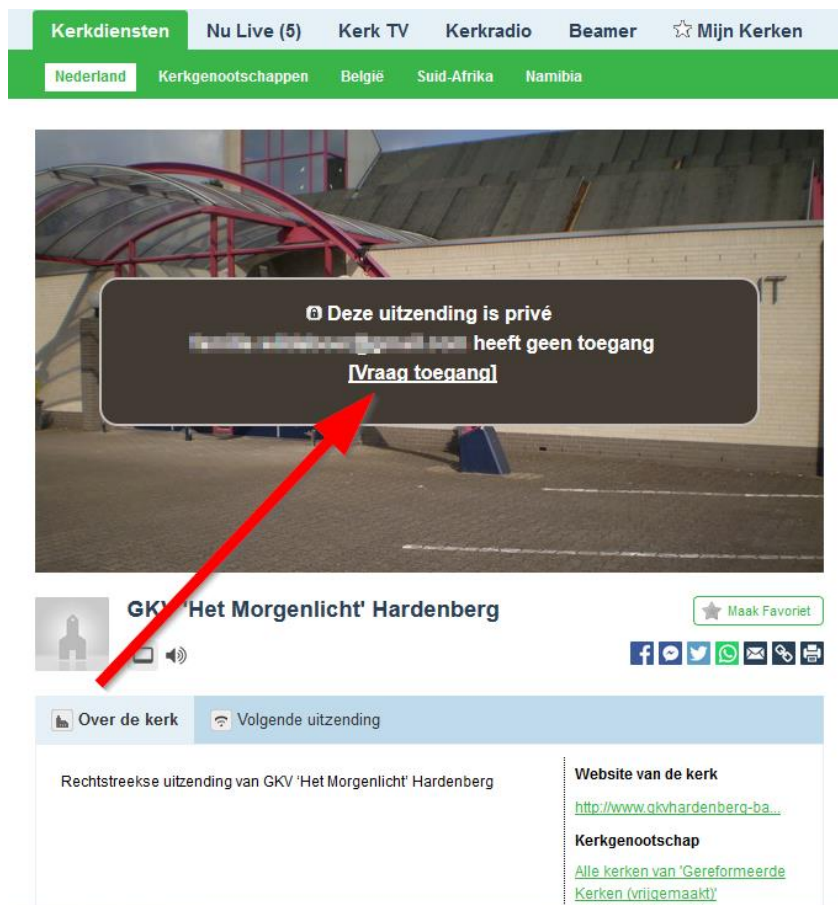 Kerkdiensten Nu Live (5) Kerk TV Kerkradio Beamer Mijn Kerken
Nederland Kerkgenootschappen België Suid-Afrika Namibia
Deze uitzending is privé
heeft geen toegang
[Vraag toegang]
GKV 'Het Morgenlicht' Hardenberg
Maak Favoriet
Over de kerk Volgende uitzending
Rechtstreekse uitzending van GKV 'Het Morgenlicht' Hardenberg
Website van de kerk
http://www.gkvhardenberg-ba...
Kerkgenootschap
Alle kerken van 'Gereformeerde
Kerken (vrijgemaakt)'